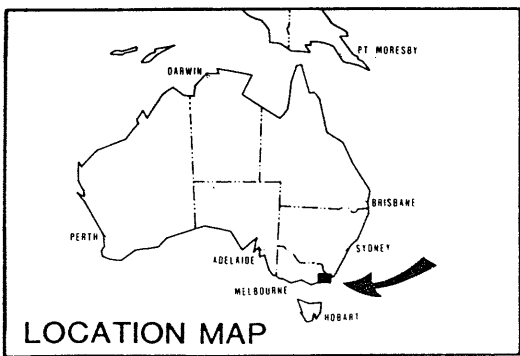 PT MORESBY
DARWIN
BRISBANE
PERTH
SYDNEY
ADELAIDE
MELBOURNE
HOBART
LOCATION MAP